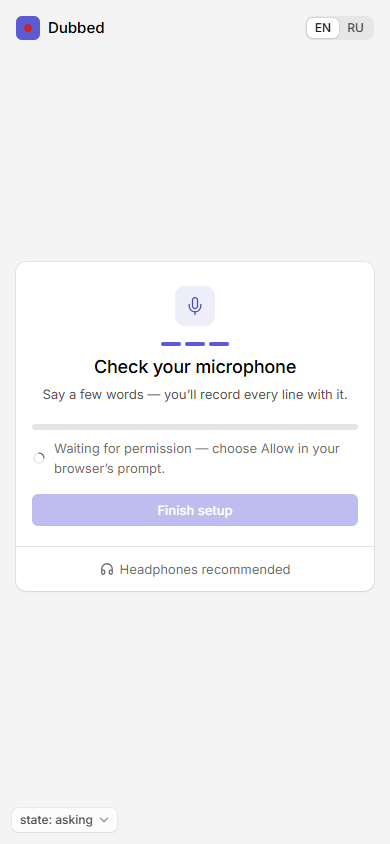 Dubbed
EN RU
Check your microphone
Say a few words — you’ll record every line with it.
Waiting for permission — choose Allow in your
browser’s prompt.
Finish setup
Headphones recommended
state: asking